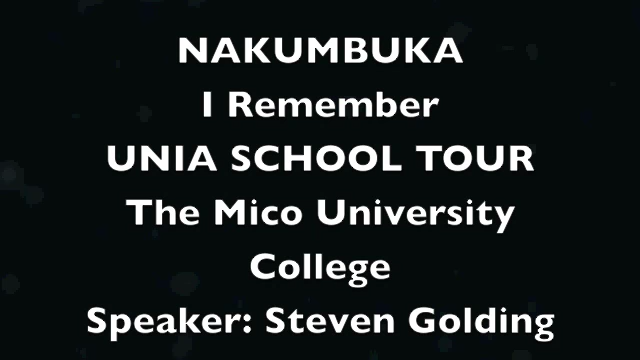 NAKUMBUKA
I Remember
UNIA SCHOOL TOUR
The Mico University
College
Speaker: Steven Golding